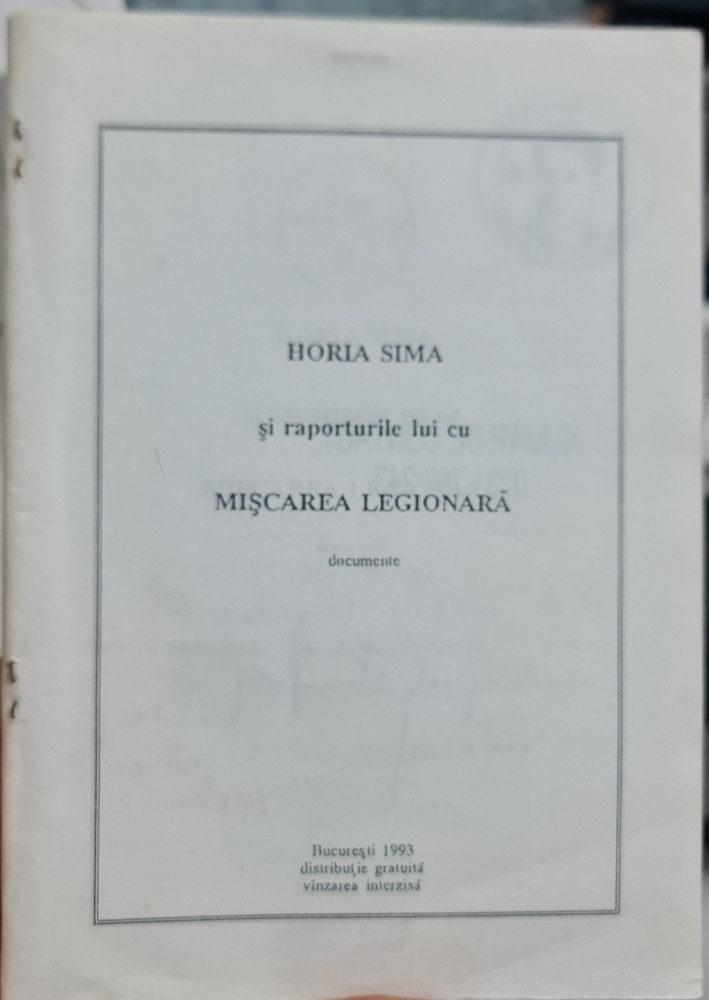 HORIA SIMA
şi raporturile lui cu
MIŞCAREA LEGIONARĂ
documente
Bucureşti 1993
distribuţie gratuită
vînzarea interzisă